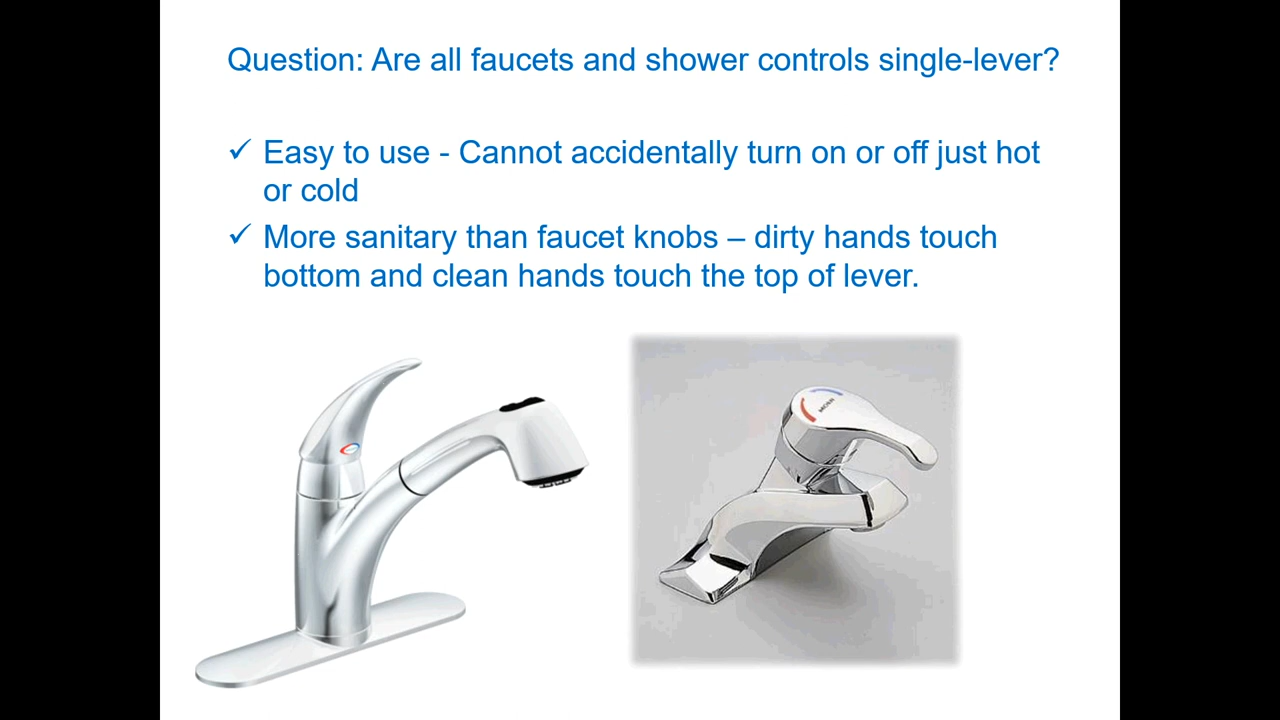 Question: Are all faucets and shower controls single-lever?
✓ Easy to use - Cannot accidentally turn on or off just hot
or cold
✓ More sanitary than faucet knobs – dirty hands touch
bottom and clean hands touch the top of lever.
MOEN